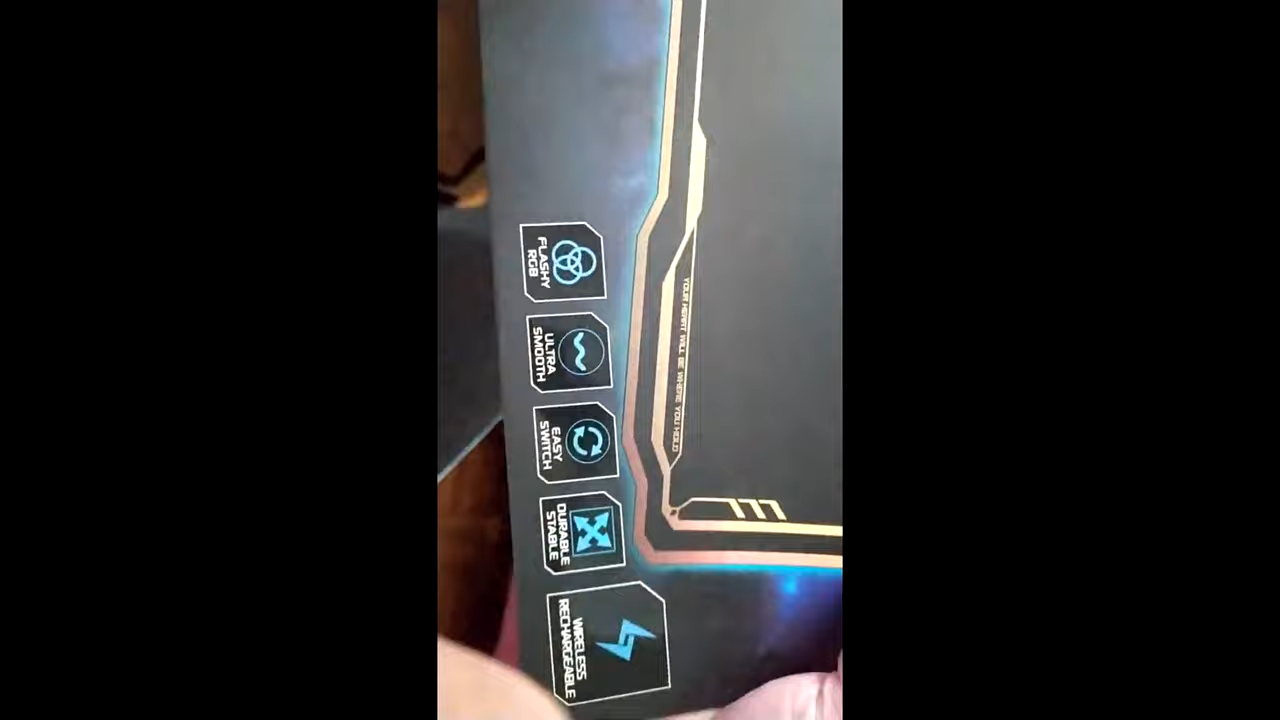 YOUR HEART WILL BE WHERE YOU HOLD
FLASHY
RGB
ULTRA
SMOOTH
EASY
SWITCH
DURABLE
STABLE
WIRELESS
RECHARGEABLE